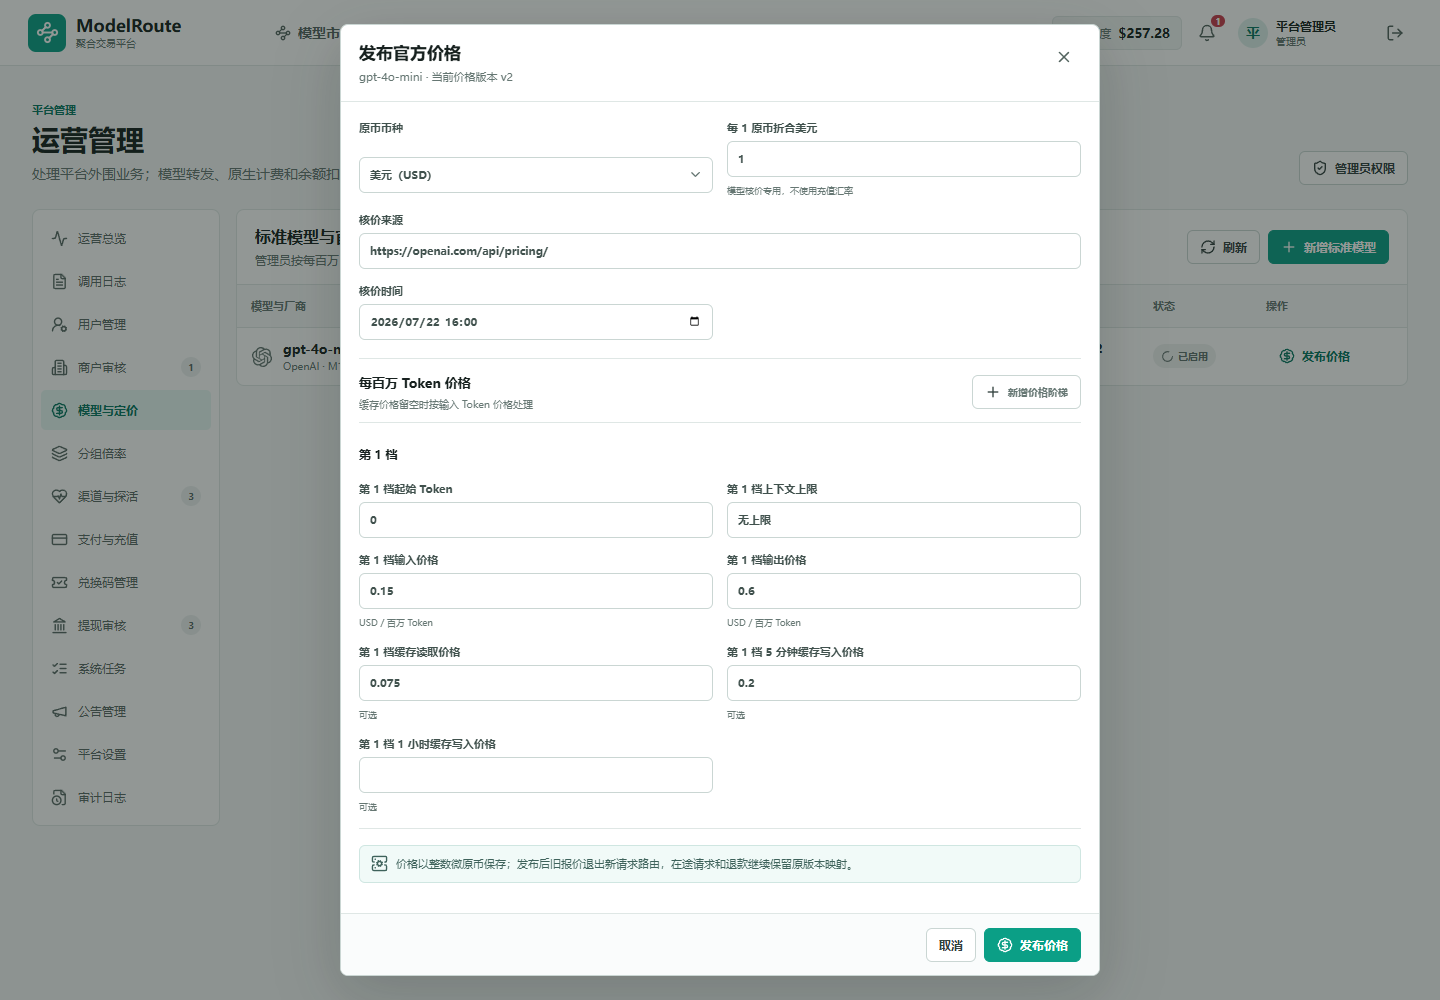 ModelRoute
聚合交易平台
模型市
度 $257.28
1
平
平台管理员
管理员
平台管理
运营管理
处理平台外围业务；模型转发、原生计费和余额扣
管理员权限
运营总览
调用日志
用户管理
商户审核 1
模型与定价
分组倍率
渠道与探活 3
支付与充值
兑换码管理
提现审核 3
系统任务
公告管理
平台设置
审计日志
标准模型与
管理员按每百万
刷新
新增标准模型
模型与厂商
状态
操作
gpt-4o-n
OpenAI · M
已启用
发布价格
发布官方价格
gpt-4o-mini · 当前价格版本 v2
原币币种
美元（USD）
每 1 原币折合美元
1
模型核价专用，不使用充值汇率
核价来源
https://openai.com/api/pricing/
核价时间
2026/07/22 16:00
每百万 Token 价格
缓存价格留空时按输入 Token 价格处理
新增价格阶梯
第 1 档
第 1 档起始 Token
0
第 1 档上下文上限
无上限
第 1 档输入价格
0.15
USD / 百万 Token
第 1 档输出价格
0.6
USD / 百万 Token
第 1 档缓存读取价格
0.075
可选
第 1 档 5 分钟缓存写入价格
0.2
可选
第 1 档 1 小时缓存写入价格
可选
价格以整数微原币保存；发布后旧报价退出新请求路由，在途请求和退款继续保留原版本映射。
取消
发布价格